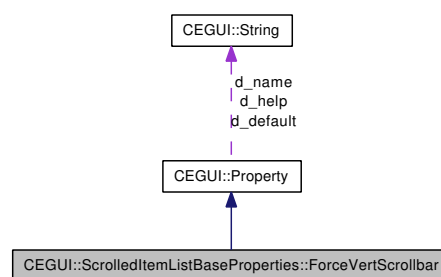 CEGUI::String
d_name
d_help
d_default
CEGUI::Property
CEGUI::ScrolledItemListBaseProperties::ForceVertScrollbar